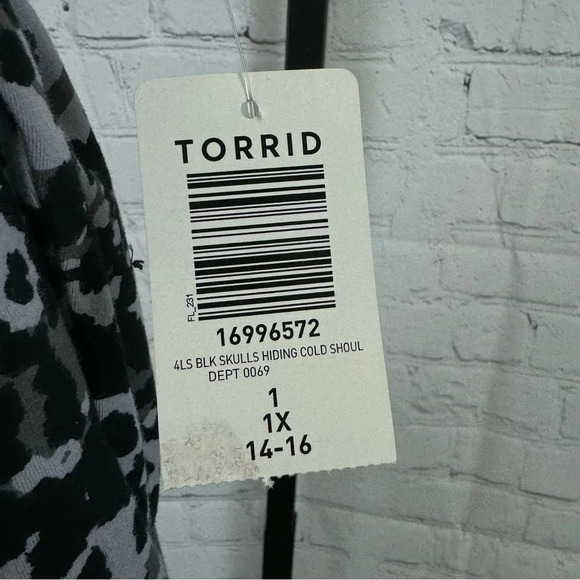 TORRID
FL_231
16996572
4LS BLK SKULLS HIDING COLD SHOUL
DEPT 0069
1
1X
14-16